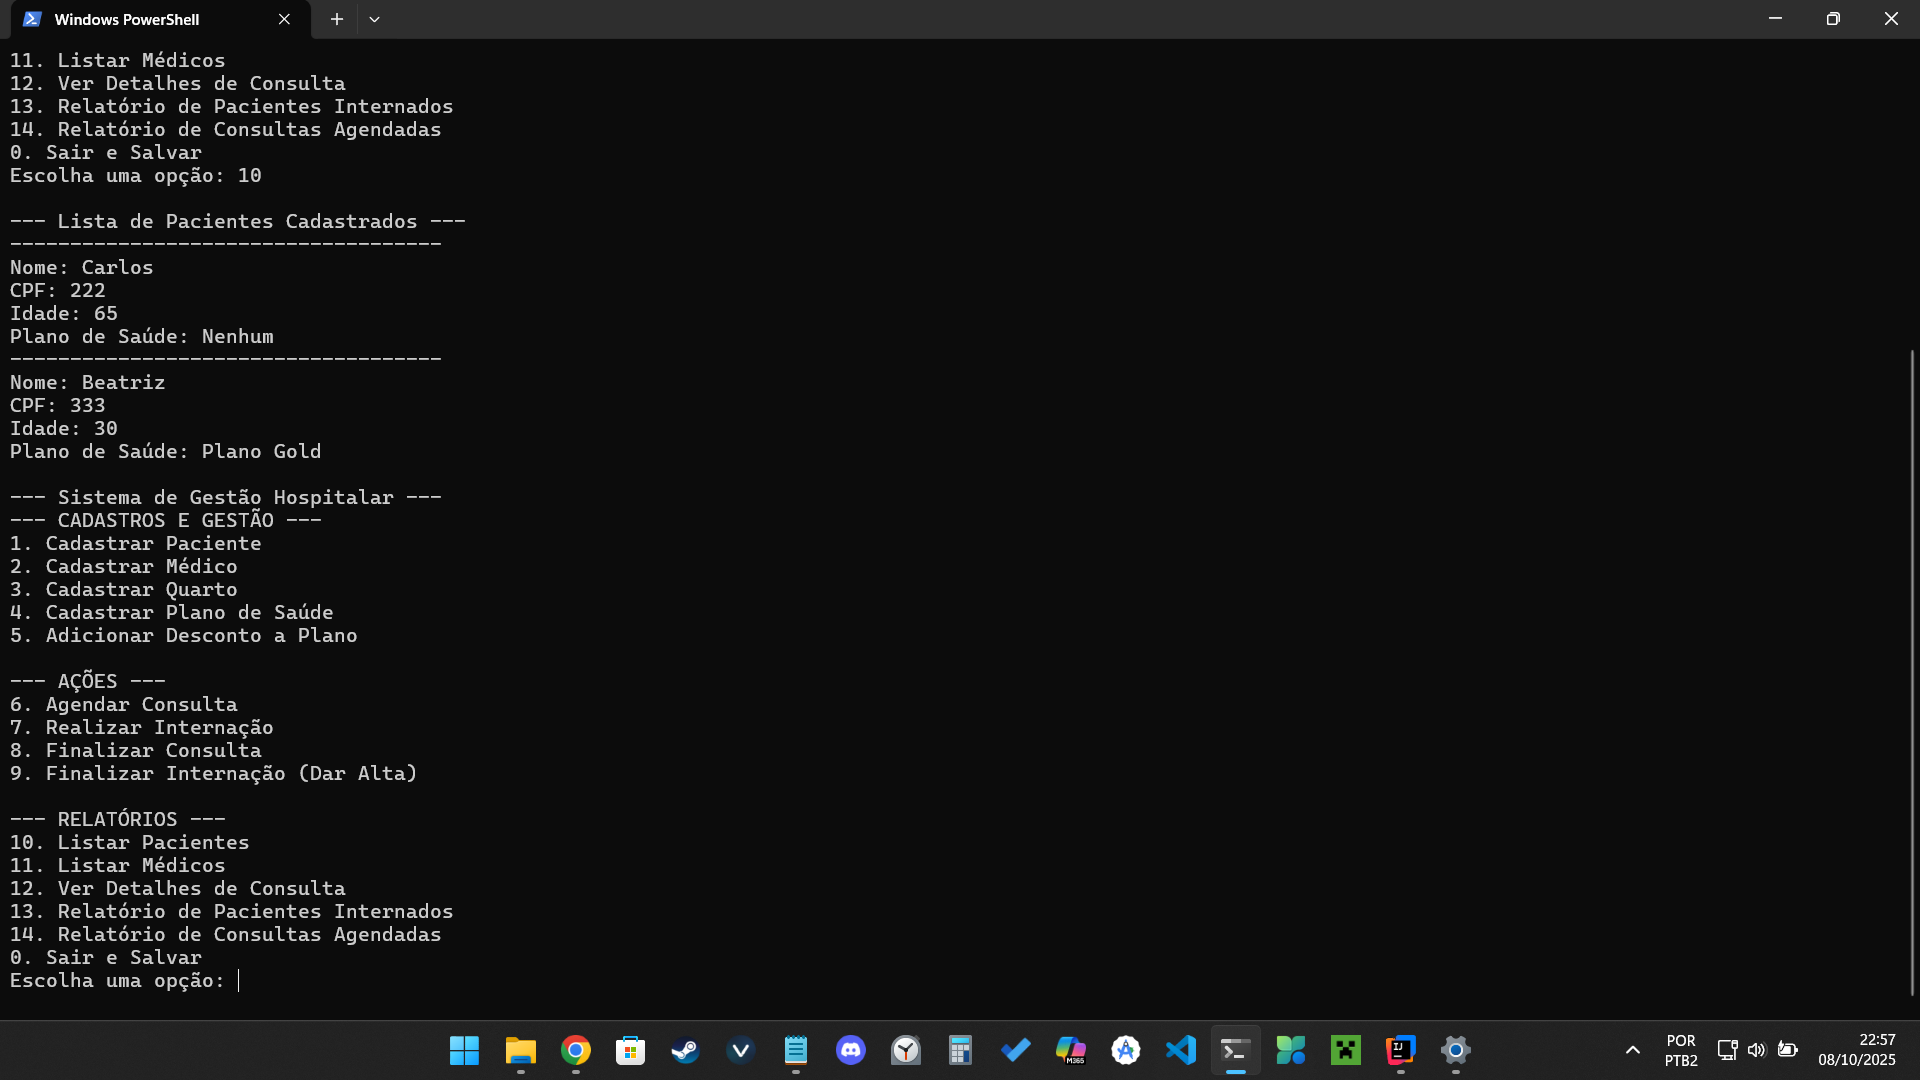 Windows PowerShell
11. Listar Médicos
12. Ver Detalhes de Consulta
13. Relatório de Pacientes Internados
14. Relatório de Consultas Agendadas
0. Sair e Salvar
Escolha uma opção: 10
--- Lista de Pacientes Cadastrados ---
------------------------------------
Nome: Carlos
CPF: 222
Idade: 65
Plano de Saúde: Nenhum
------------------------------------
Nome: Beatriz
CPF: 333
Idade: 30
Plano de Saúde: Plano Gold
--- Sistema de Gestão Hospitalar ---
--- CADASTROS E GESTÃO ---
1. Cadastrar Paciente
2. Cadastrar Médico
3. Cadastrar Quarto
4. Cadastrar Plano de Saúde
5. Adicionar Desconto a Plano
--- AÇÕES ---
6. Agendar Consulta
7. Realizar Internação
8. Finalizar Consulta
9. Finalizar Internação (Dar Alta)
--- RELATÓRIOS ---
10. Listar Pacientes
11. Listar Médicos
12. Ver Detalhes de Consulta
13. Relatório de Pacientes Internados
14. Relatório de Consultas Agendadas
0. Sair e Salvar
Escolha uma opção:
M365
IJ
POR
PTB2
22:57
08/10/2025